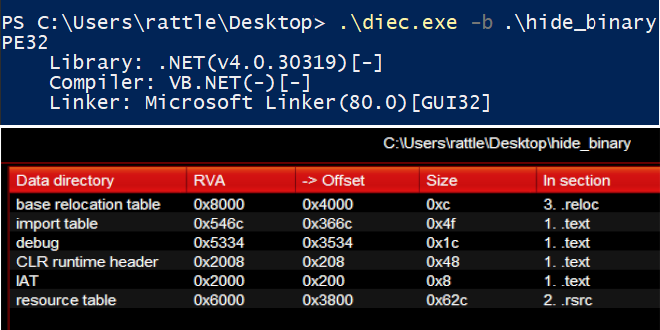 PS C:\Users\rattle\Desktop> .\diec.exe -b .\hide_binary
PE32
Library: .NET(v4.0.30319)[-]
Compiler: VB.NET(-)[-]
Linker: Microsoft Linker(80.0)[GUI32]
C:\Users\rattle\Desktop\hide_binary
Data directory RVA -> Offset Size In section
base relocation table 0x8000 0x4000 0xc 3. .reloc
import table 0x546c 0x366c 0x4f 1. .text
debug 0x5334 0x3534 0x1c 1. .text
CLR runtime header 0x2008 0x208 0x48 1. .text
IAT 0x2000 0x200 0x8 1. .text
resource table 0x6000 0x3800 0x62c 2. .rsrc